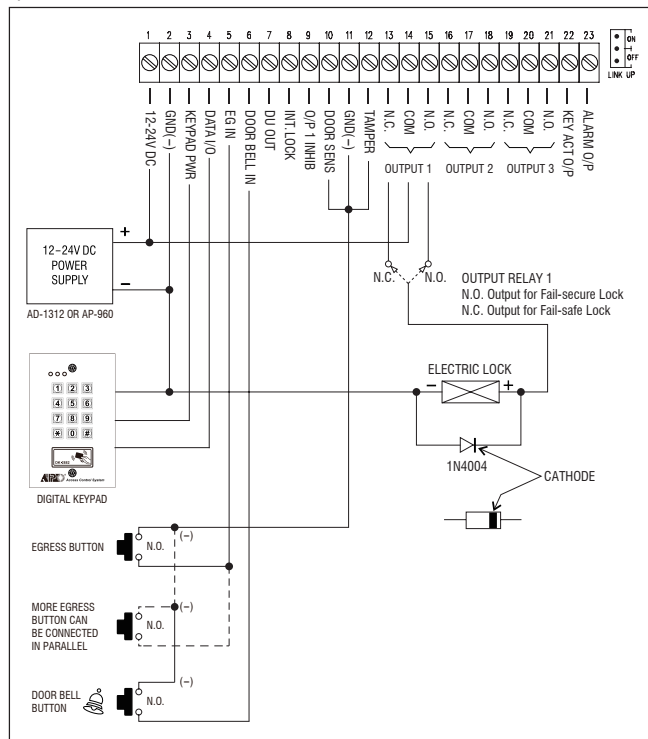 1 2 3 4 5 6 7 8 9 10 11 12 13 14 15 16 17 18 19 20 21 22 23
ON
OFF
LINK UP
12-24V DC
GND(-)
KEYPAD PWR
DATA I/O
EG IN
DOOR BELL IN
DU OUT
INT. LOCK
O/P 1 INHIB
DOOR SENS
GND(-)
TAMPER
N.C.
COM
N.O.
N.C.
COM
N.O.
N.C.
COM
N.O.
KEY ACT O/P
ALARM O/P
OUTPUT 1
OUTPUT 2
OUTPUT 3
12-24V DC
POWER
SUPPLY
+
-
AD-1312 OR AP-960
N.C.
N.O.
OUTPUT RELAY 1
N.O. Output for Fail-secure Lock
N.C. Output for Fail-safe Lock
ELECTRIC LOCK
- +
1N4004
CATHODE
1 2 3
4 5 6
7 8 9
* 0 #
Access Control System
DIGITAL KEYPAD
EGRESS BUTTON
N.O.
(-)
MORE EGRESS
BUTTON CAN
BE CONNECTED
IN PARALLEL
N.O.
(-)
DOOR BELL
BUTTON
N.O.
(-)